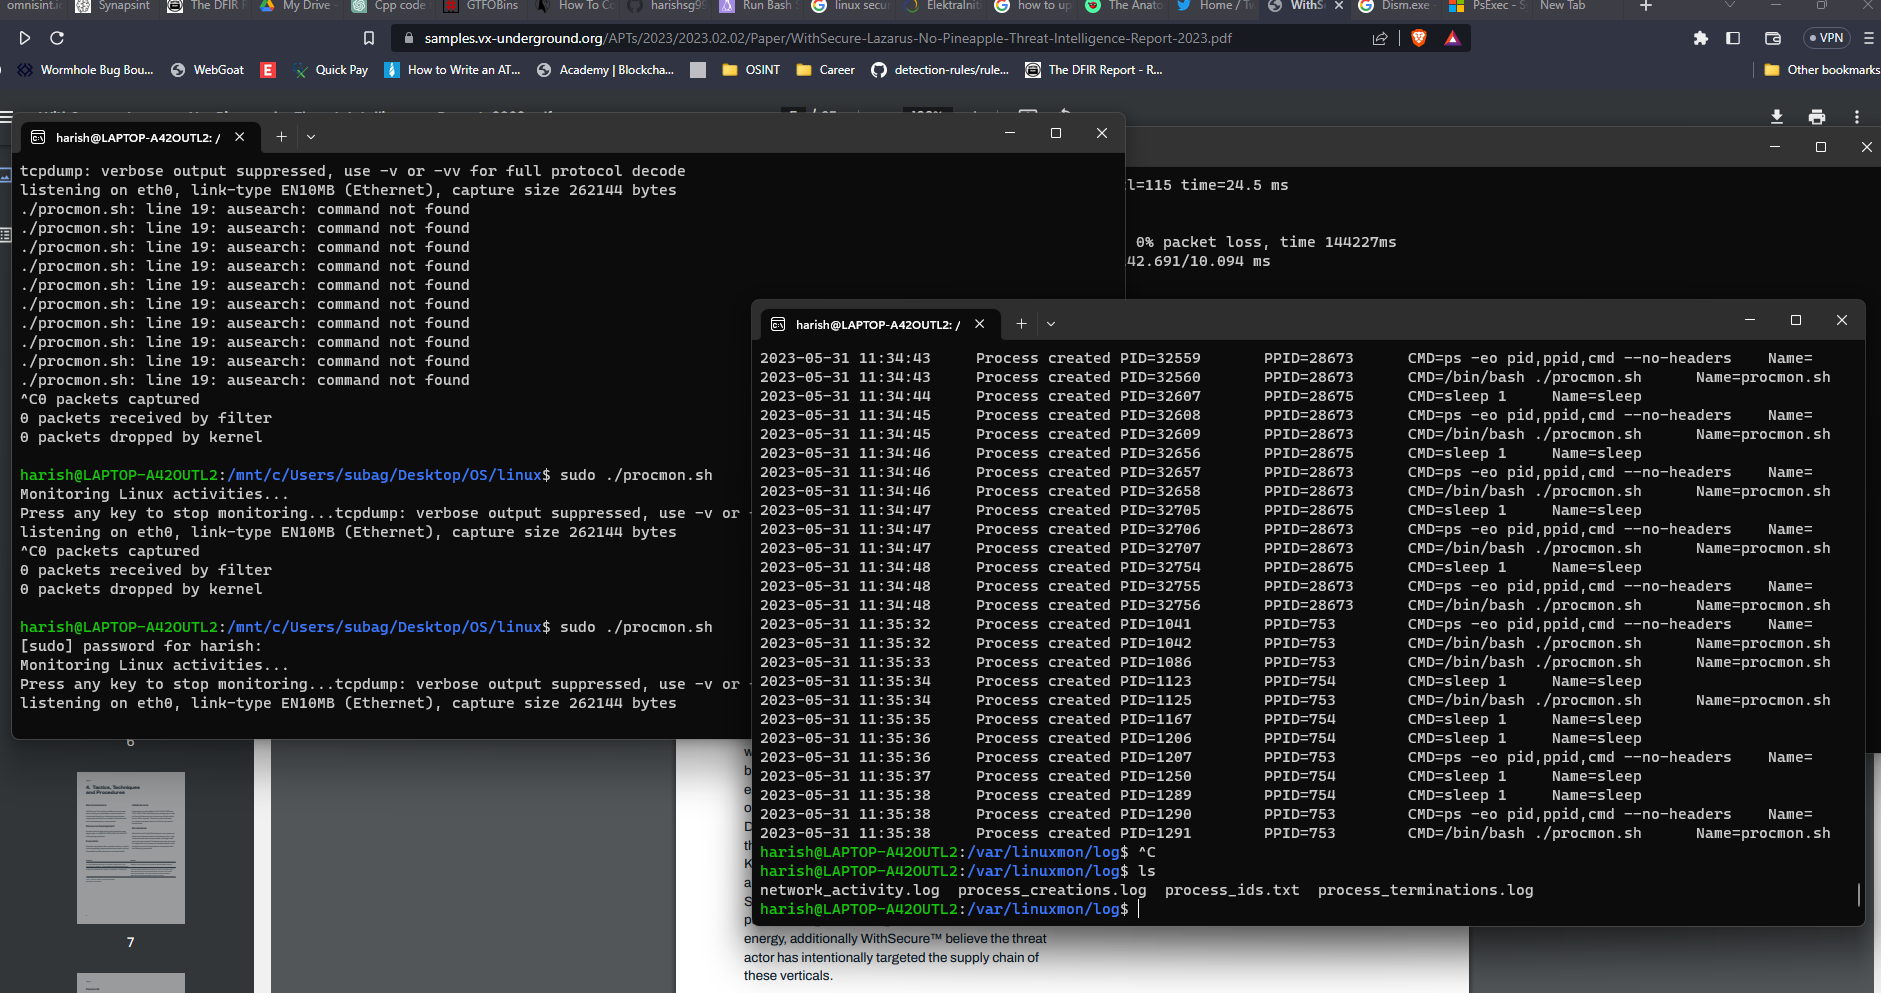 omnisint.i
Synapsint
The DFIR
My Drive
Cpp code
GTFOBins
How To Co
harishsg99
Run Bash
linux secur
ElektraInit
how to up
The Anato
Home / Tw
WithS
Dism.exe
PsExec - S
New Tab
samples.vx-underground.org/APTs/2023/2023.02.02/Paper/WithSecure-Lazarus-No-Pineapple-Threat-Intelligence-Report-2023.pdf
VPN
Wormhole Bug Bou...
WebGoat
E
Quick Pay
How to Write an AT...
Academy | Blockcha...
OSINT
Career
detection-rules/rule...
The DFIR Report - R...
Other bookmarks
harish@LAPTOP-A42OUTL2: /
tcpdump: verbose output suppressed, use -v or -vv for full protocol decode
listening on eth0, link-type EN10MB (Ethernet), capture size 262144 bytes
./procmon.sh: line 19: ausearch: command not found
./procmon.sh: line 19: ausearch: command not found
./procmon.sh: line 19: ausearch: command not found
./procmon.sh: line 19: ausearch: command not found
./procmon.sh: line 19: ausearch: command not found
./procmon.sh: line 19: ausearch: command not found
./procmon.sh: line 19: ausearch: command not found
./procmon.sh: line 19: ausearch: command not found
./procmon.sh: line 19: ausearch: command not found
./procmon.sh: line 19: ausearch: command not found
^C0 packets captured
0 packets received by filter
0 packets dropped by kernel
harish@LAPTOP-A42OUTL2:/mnt/c/Users/subag/Desktop/OS/linux$ sudo ./procmon.sh
Monitoring Linux activities...
Press any key to stop monitoring...tcpdump: verbose output suppressed, use -v or -
listening on eth0, link-type EN10MB (Ethernet), capture size 262144 bytes
^C0 packets captured
0 packets received by filter
0 packets dropped by kernel
harish@LAPTOP-A42OUTL2:/mnt/c/Users/subag/Desktop/OS/linux$ sudo ./procmon.sh
[sudo] password for harish:
Monitoring Linux activities...
Press any key to stop monitoring...tcpdump: verbose output suppressed, use -v or -
listening on eth0, link-type EN10MB (Ethernet), capture size 262144 bytes
l=115 time=24.5 ms
0% packet loss, time 144227ms
42.691/10.094 ms
harish@LAPTOP-A42OUTL2: /
2023-05-31 11:34:43 Process created PID=32559 PPID=28673 CMD=ps -eo pid,ppid,cmd --no-headers Name=
2023-05-31 11:34:43 Process created PID=32560 PPID=28673 CMD=/bin/bash ./procmon.sh Name=procmon.sh
2023-05-31 11:34:44 Process created PID=32607 PPID=28675 CMD=sleep 1 Name=sleep
2023-05-31 11:34:45 Process created PID=32608 PPID=28673 CMD=ps -eo pid,ppid,cmd --no-headers Name=
2023-05-31 11:34:45 Process created PID=32609 PPID=28673 CMD=/bin/bash ./procmon.sh Name=procmon.sh
2023-05-31 11:34:46 Process created PID=32656 PPID=28675 CMD=sleep 1 Name=sleep
2023-05-31 11:34:46 Process created PID=32657 PPID=28673 CMD=ps -eo pid,ppid,cmd --no-headers Name=
2023-05-31 11:34:46 Process created PID=32658 PPID=28673 CMD=/bin/bash ./procmon.sh Name=procmon.sh
2023-05-31 11:34:47 Process created PID=32705 PPID=28675 CMD=sleep 1 Name=sleep
2023-05-31 11:34:47 Process created PID=32706 PPID=28673 CMD=ps -eo pid,ppid,cmd --no-headers Name=
2023-05-31 11:34:47 Process created PID=32707 PPID=28673 CMD=/bin/bash ./procmon.sh Name=procmon.sh
2023-05-31 11:34:48 Process created PID=32754 PPID=28675 CMD=sleep 1 Name=sleep
2023-05-31 11:34:48 Process created PID=32755 PPID=28673 CMD=ps -eo pid,ppid,cmd --no-headers Name=
2023-05-31 11:34:48 Process created PID=32756 PPID=28673 CMD=/bin/bash ./procmon.sh Name=procmon.sh
2023-05-31 11:35:32 Process created PID=1041 PPID=753 CMD=ps -eo pid,ppid,cmd --no-headers Name=
2023-05-31 11:35:32 Process created PID=1042 PPID=753 CMD=/bin/bash ./procmon.sh Name=procmon.sh
2023-05-31 11:35:33 Process created PID=1086 PPID=753 CMD=/bin/bash ./procmon.sh Name=procmon.sh
2023-05-31 11:35:34 Process created PID=1123 PPID=754 CMD=sleep 1 Name=sleep
2023-05-31 11:35:34 Process created PID=1125 PPID=753 CMD=/bin/bash ./procmon.sh Name=procmon.sh
2023-05-31 11:35:35 Process created PID=1167 PPID=754 CMD=sleep 1 Name=sleep
2023-05-31 11:35:36 Process created PID=1206 PPID=754 CMD=sleep 1 Name=sleep
2023-05-31 11:35:36 Process created PID=1207 PPID=753 CMD=ps -eo pid,ppid,cmd --no-headers Name=
2023-05-31 11:35:37 Process created PID=1250 PPID=754 CMD=sleep 1 Name=sleep
2023-05-31 11:35:38 Process created PID=1289 PPID=754 CMD=sleep 1 Name=sleep
2023-05-31 11:35:38 Process created PID=1290 PPID=753 CMD=ps -eo pid,ppid,cmd --no-headers Name=
2023-05-31 11:35:38 Process created PID=1291 PPID=753 CMD=/bin/bash ./procmon.sh Name=procmon.sh
harish@LAPTOP-A42OUTL2:/var/linuxmon/log$ ^C
harish@LAPTOP-A42OUTL2:/var/linuxmon/log$ ls
network_activity.log process_creations.log process_ids.txt process_terminations.log
harish@LAPTOP-A42OUTL2:/var/linuxmon/log$
6
4. Tactics, Techniques
and Procedures
7
energy, additionally WithSecure™ believe the threat
actor has intentionally targeted the supply chain of
these verticals.